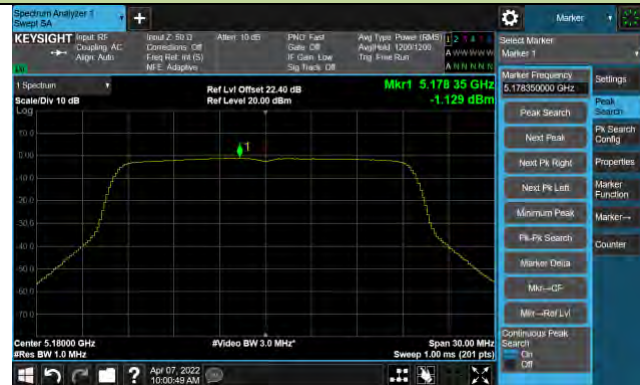 Spectrum Analyzer 1
Swept SA
Marker
KEYSIGHT
Input: RF
Coupling: AC
Align: Auto
Input Z: 50 Ω
Corrections: Off
Freq Ref: Int (S)
NFE: Adaptive
Atten: 10 dB
PNO: Fast
Gate: Off
IF Gain: Low
Sig Track: Off
Avg Type: Power (RMS)
Avg|Hold: 1200/1200
Trig: Free Run
1 2 3 4 5 6
A W W W W W
A N N N N N
Select Marker
Marker 1
1 Spectrum
Scale/Div 10 dB
Log
Ref Lvl Offset 22.40 dB
Ref Level 20.00 dBm
Mkr1 5.178 35 GHz
-1.129 dBm
10.0
0.00
-10.0
-20.0
-30.0
-40.0
-50.0
-60.0
-70.0
1
Center 5.18000 GHz
#Res BW 1.0 MHz
#Video BW 3.0 MHz*
Span 30.00 MHz
Sweep 1.00 ms (201 pts)
Marker Frequency
5.178350000 GHz
Peak Search
Next Peak
Next Pk Right
Next Pk Left
Minimum Peak
Pk-Pk Search
Marker Delta
Mkr→CF
Mkr→Ref Lvl
Continuous Peak
Search
On
Off
Settings
Peak
Search
Pk Search
Config
Properties
Marker
Function
Marker→
Counter
?
Apr 07, 2022
10:00:49 AM